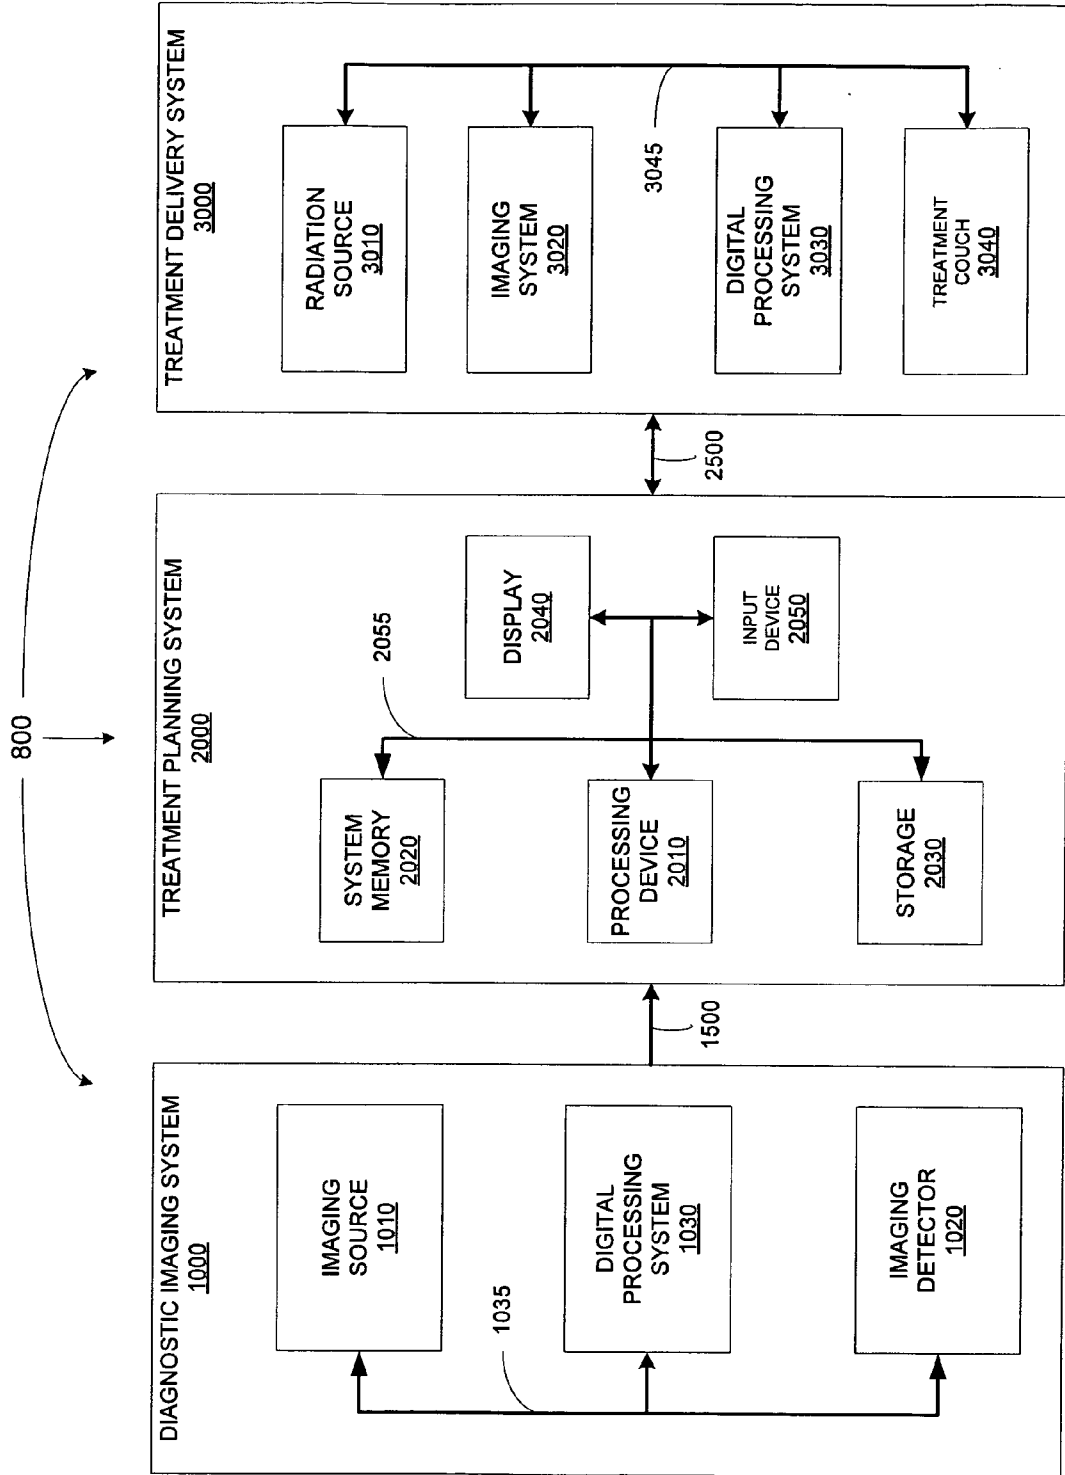 800
DIAGNOSTIC IMAGING SYSTEM
1000
IMAGING
SOURCE
1010
DIGITAL
PROCESSING
SYSTEM
1030
IMAGING
DETECTOR
1020
1035
1500
TREATMENT PLANNING SYSTEM
2000
SYSTEM
MEMORY
2020
PROCESSING
DEVICE
2010
STORAGE
2030
2055
DISPLAY
2040
INPUT
DEVICE
2050
2500
TREATMENT DELIVERY SYSTEM
3000
RADIATION
SOURCE
3010
IMAGING
SYSTEM
3020
DIGITAL
PROCESSING
SYSTEM
3030
TREATMENT
COUCH
3040
3045